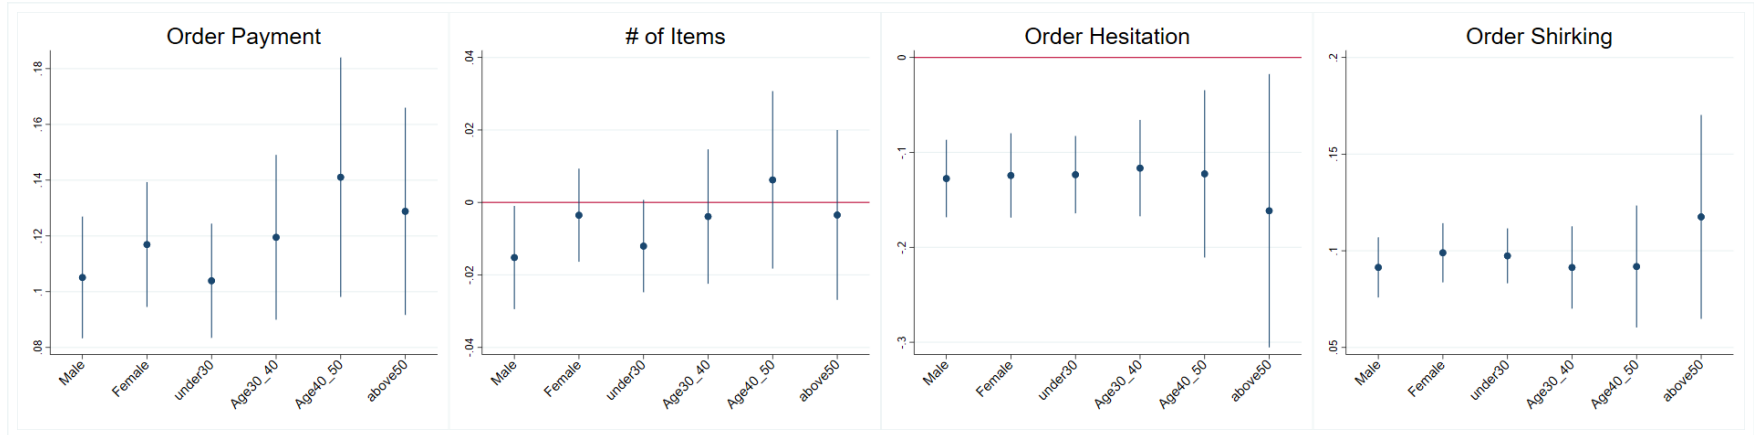 Order Payment
.18
.16
.14
.12
.1
.08
Male
Female
under30
Age30_40
Age40_50
above50
# of Items
.04
.02
0
-.02
-.04
Male
Female
under30
Age30_40
Age40_50
above50
Order Hesitation
0
-.1
-.2
-.3
Male
Female
under30
Age30_40
Age40_50
above50
Order Shirking
.2
.15
.1
.05
Male
Female
under30
Age30_40
Age40_50
above50